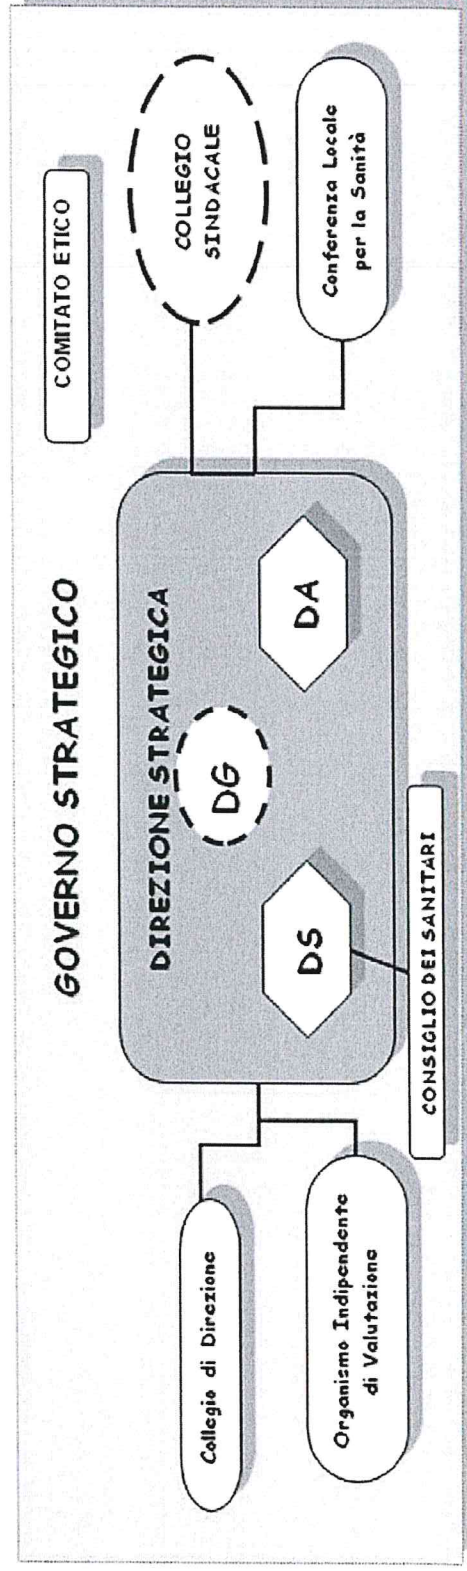 GOVERNO STRATEGICO
COMITATO ETICO
DIREZIONE STRATEGICA
COLLEGIO
SINDACALE
Collegio di Direzione
DG
DS
DA
Organismo Indipendente
di Valutazione
Conferenza Locale
per la Sanità
CONSIGLIO DEI SANITARI